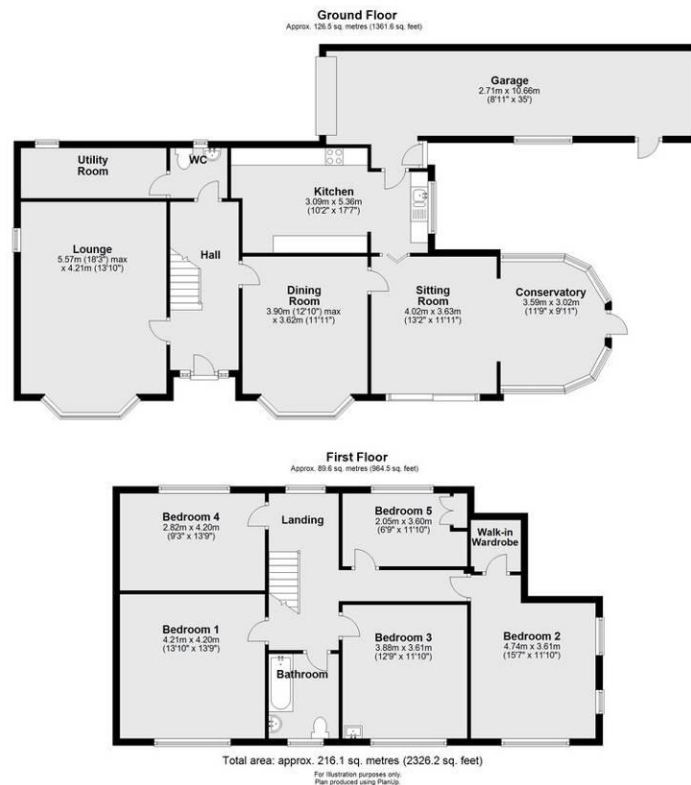 Ground Floor
Approx. 126.5 sq. metres (1361.6 sq. feet)
Garage
2.71m x 10.66m
(8'11" x 35')
Utility
Room
WC
Kitchen
3.09m x 5.36m
(10'2" x 17'7")
Lounge
5.57m (18'3") max
x 4.21m (13'10")
Hall
Dining
Room
3.90m (12'10") max
x 3.62m (11'11")
Sitting
Room
4.02m x 3.63m
(13'2" x 11'11")
Conservatory
3.59m x 3.02m
(11'9" x 9'11")
First Floor
Approx. 89.6 sq. metres (964.5 sq. feet)
Bedroom 4
2.82m x 4.20m
(9'3" x 13'9")
Landing
Bedroom 5
2.05m x 3.60m
(6'9" x 11'10")
Walk-in
Wardrobe
Bedroom 1
4.21m x 4.20m
(13'10" x 13'9")
Bathroom
Bedroom 3
3.88m x 3.61m
(12'9" x 11'10")
Bedroom 2
4.74m x 3.61m
(15'7" x 11'10")
Total area: approx. 216.1 sq. metres (2326.2 sq. feet)
For Illustration purposes only.
Plan produced using PlanUp.